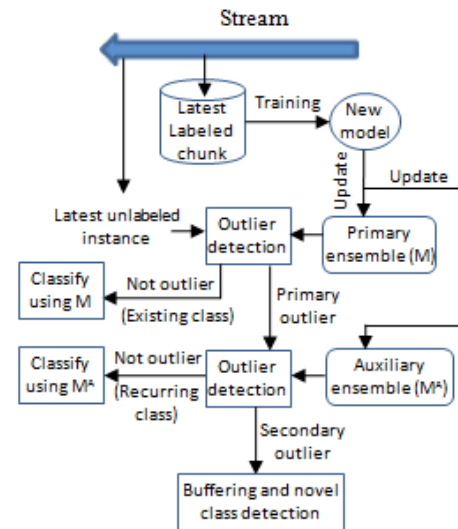 Stream
Latest
Labeled
chunk
Training
New
model
Update
Update
Latest unlabeled
instance
Outlier
detection
Primary
ensemble (M)
Classify
using M
Not outlier
(Existing class)
Primary
outlier
Classify
using Mᴬ
Not outlier
(Recurring
class)
Outlier
detection
Auxiliary
ensemble (Mᴬ)
Secondary
outlier
Buffering and novel
class detection